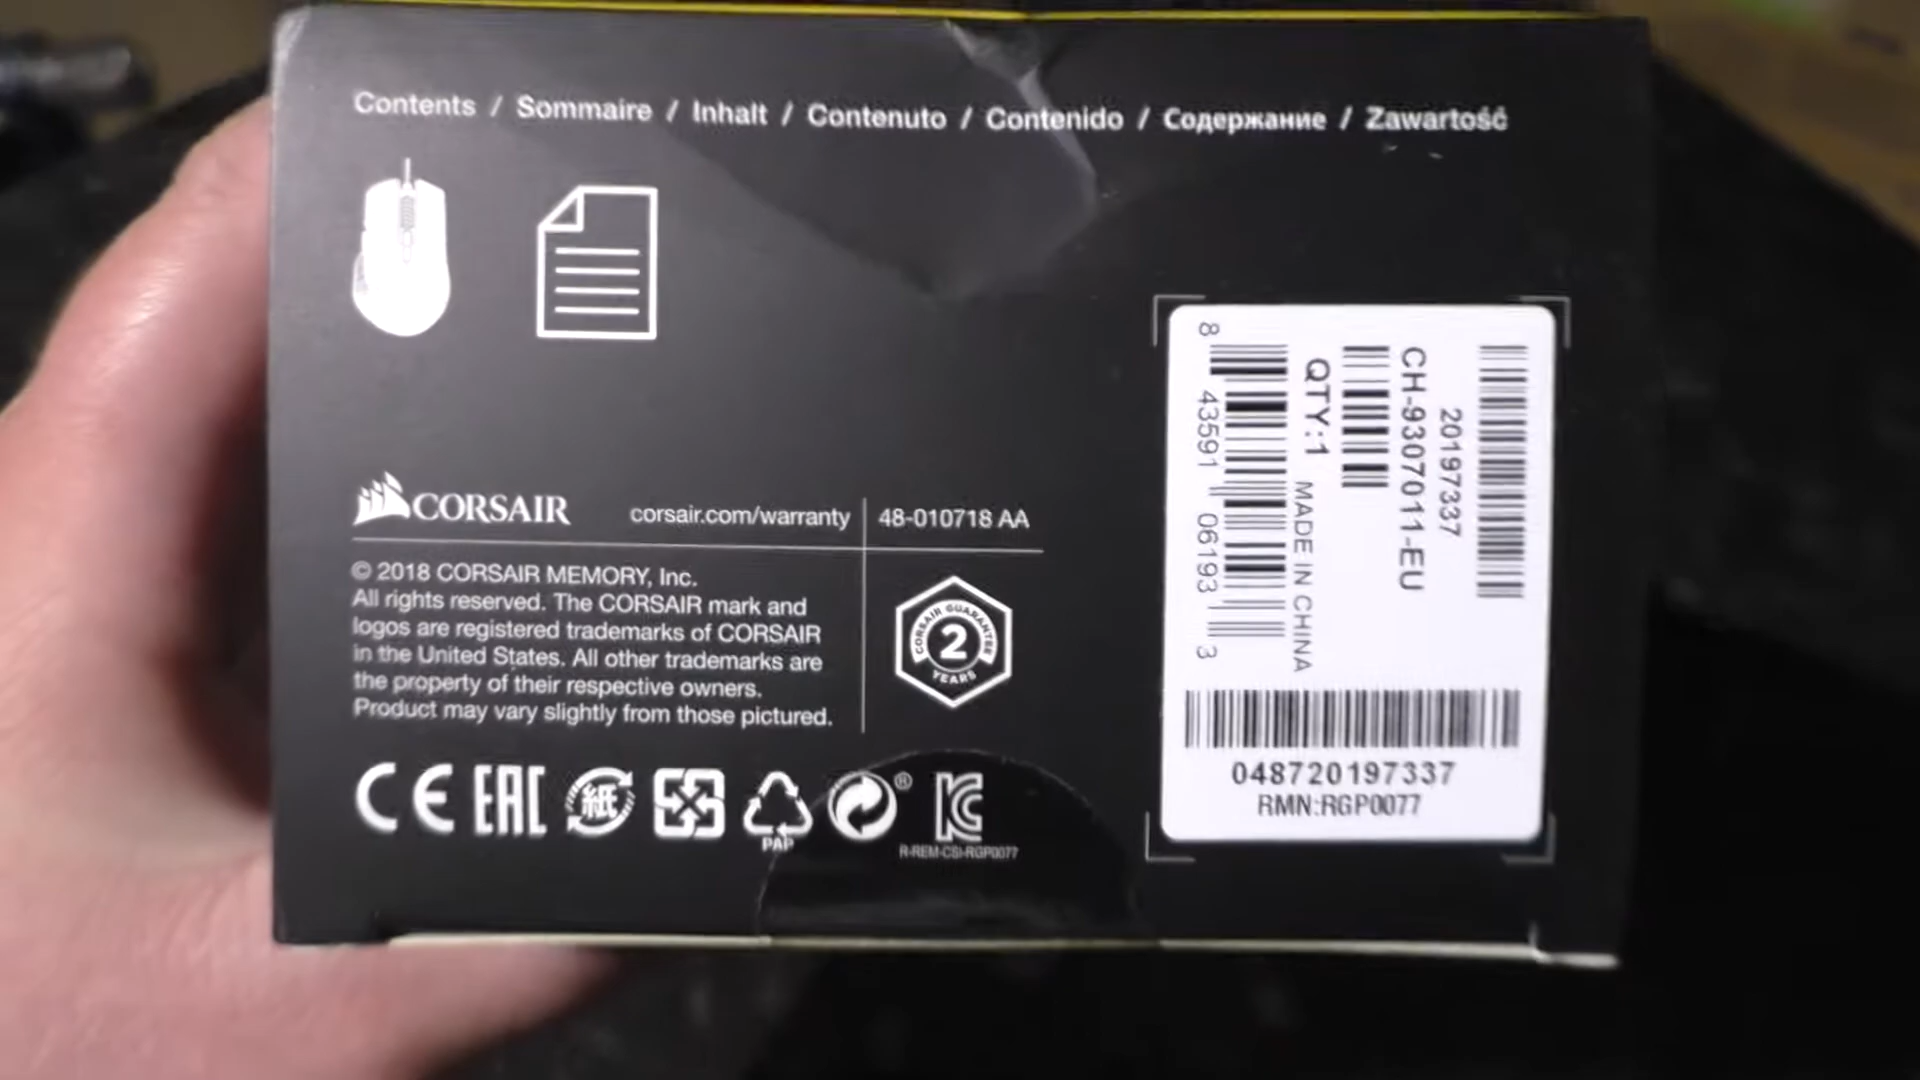 Contents / Sommaire / Inhalt / Contenuto / Contenido / Содержание / Zawartość
CORSAIR
corsair.com/warranty
48-010718 AA
© 2018 CORSAIR MEMORY, Inc.
All rights reserved. The CORSAIR mark and
logos are registered trademarks of CORSAIR
in the United States. All other trademarks are
the property of their respective owners.
Product may vary slightly from those pictured.
CORSAIR GUARANTEE
2
YEARS
CE EAC 紙
PAP
®
KC
R-REM-CSI-RGP0077
20197337
CH-9307011-EU
QTY:1 MADE IN CHINA
8 43591 06193 3
048720197337
RMN:RGP0077